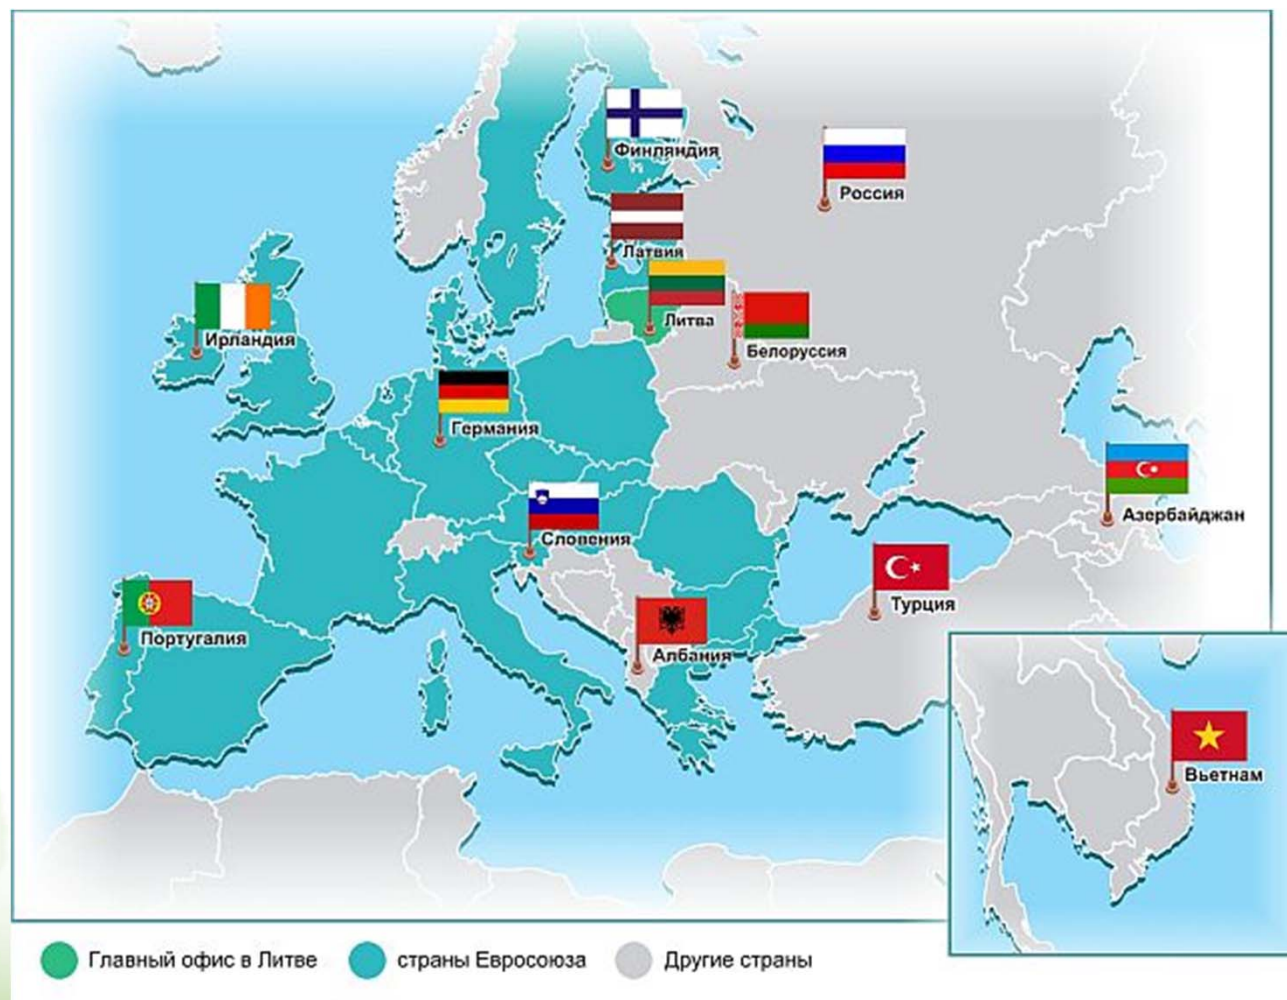 Финляндия
Россия
Латвия
Литва
Ирландия
Белоруссия
Германия
Азербайджан
Словения
Турция
Португалия
Албания
Вьетнам
Главный офис в Литве
страны Евросоюза
Другие страны